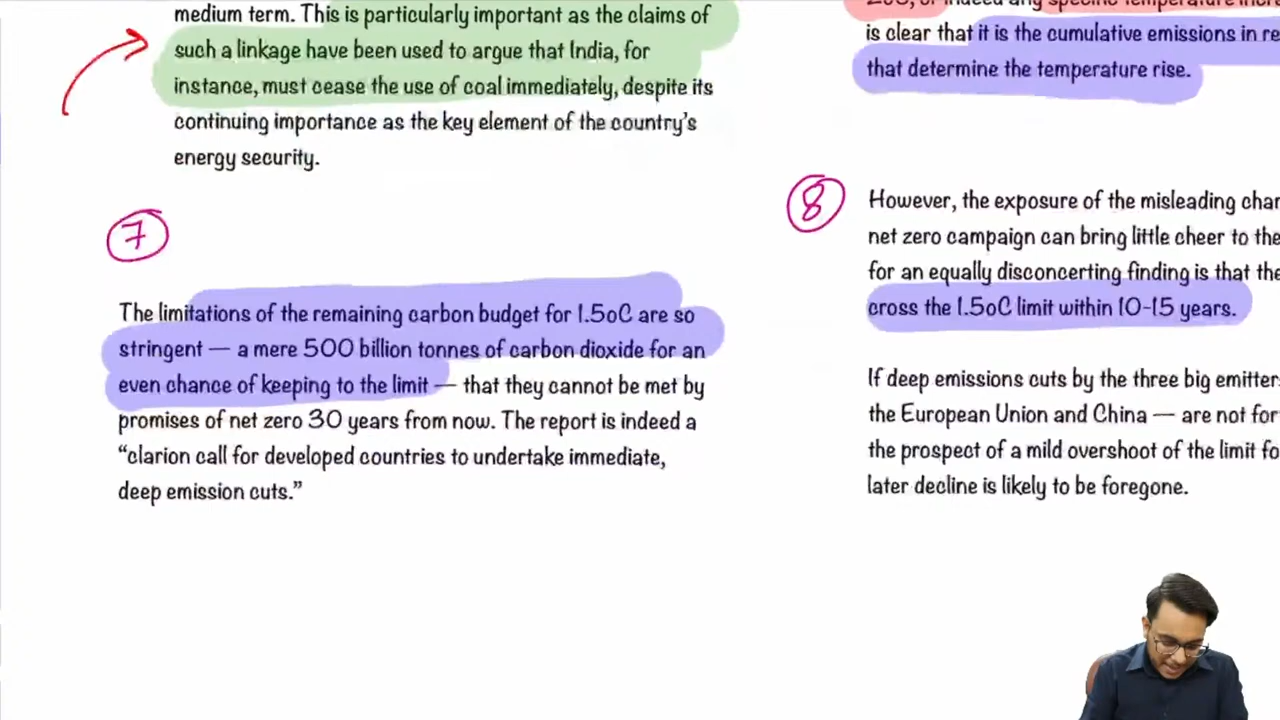 medium term. This is particularly important as the claims of
such a linkage have been used to argue that India, for
instance, must cease the use of coal immediately, despite its
continuing importance as the key element of the country's
energy security.
7
The limitations of the remaining carbon budget for 1.5oC are so
stringent — a mere 500 billion tonnes of carbon dioxide for an
even chance of keeping to the limit — that they cannot be met by
promises of net zero 30 years from now. The report is indeed a
"clarion call for developed countries to undertake immediate,
deep emission cuts."
specific temperature
is clear that it is the cumulative emissions in
that determine the temperature rise.
8
However, the exposure of the misleading
net zero campaign can bring little cheer to the
for an equally disconcerting finding is that
cross the 1.5oC limit within 10-15 years.
If deep emissions cuts by the three big
the European Union and China — are not
the prospect of a mild overshoot of the limit
later decline is likely to be foregone.